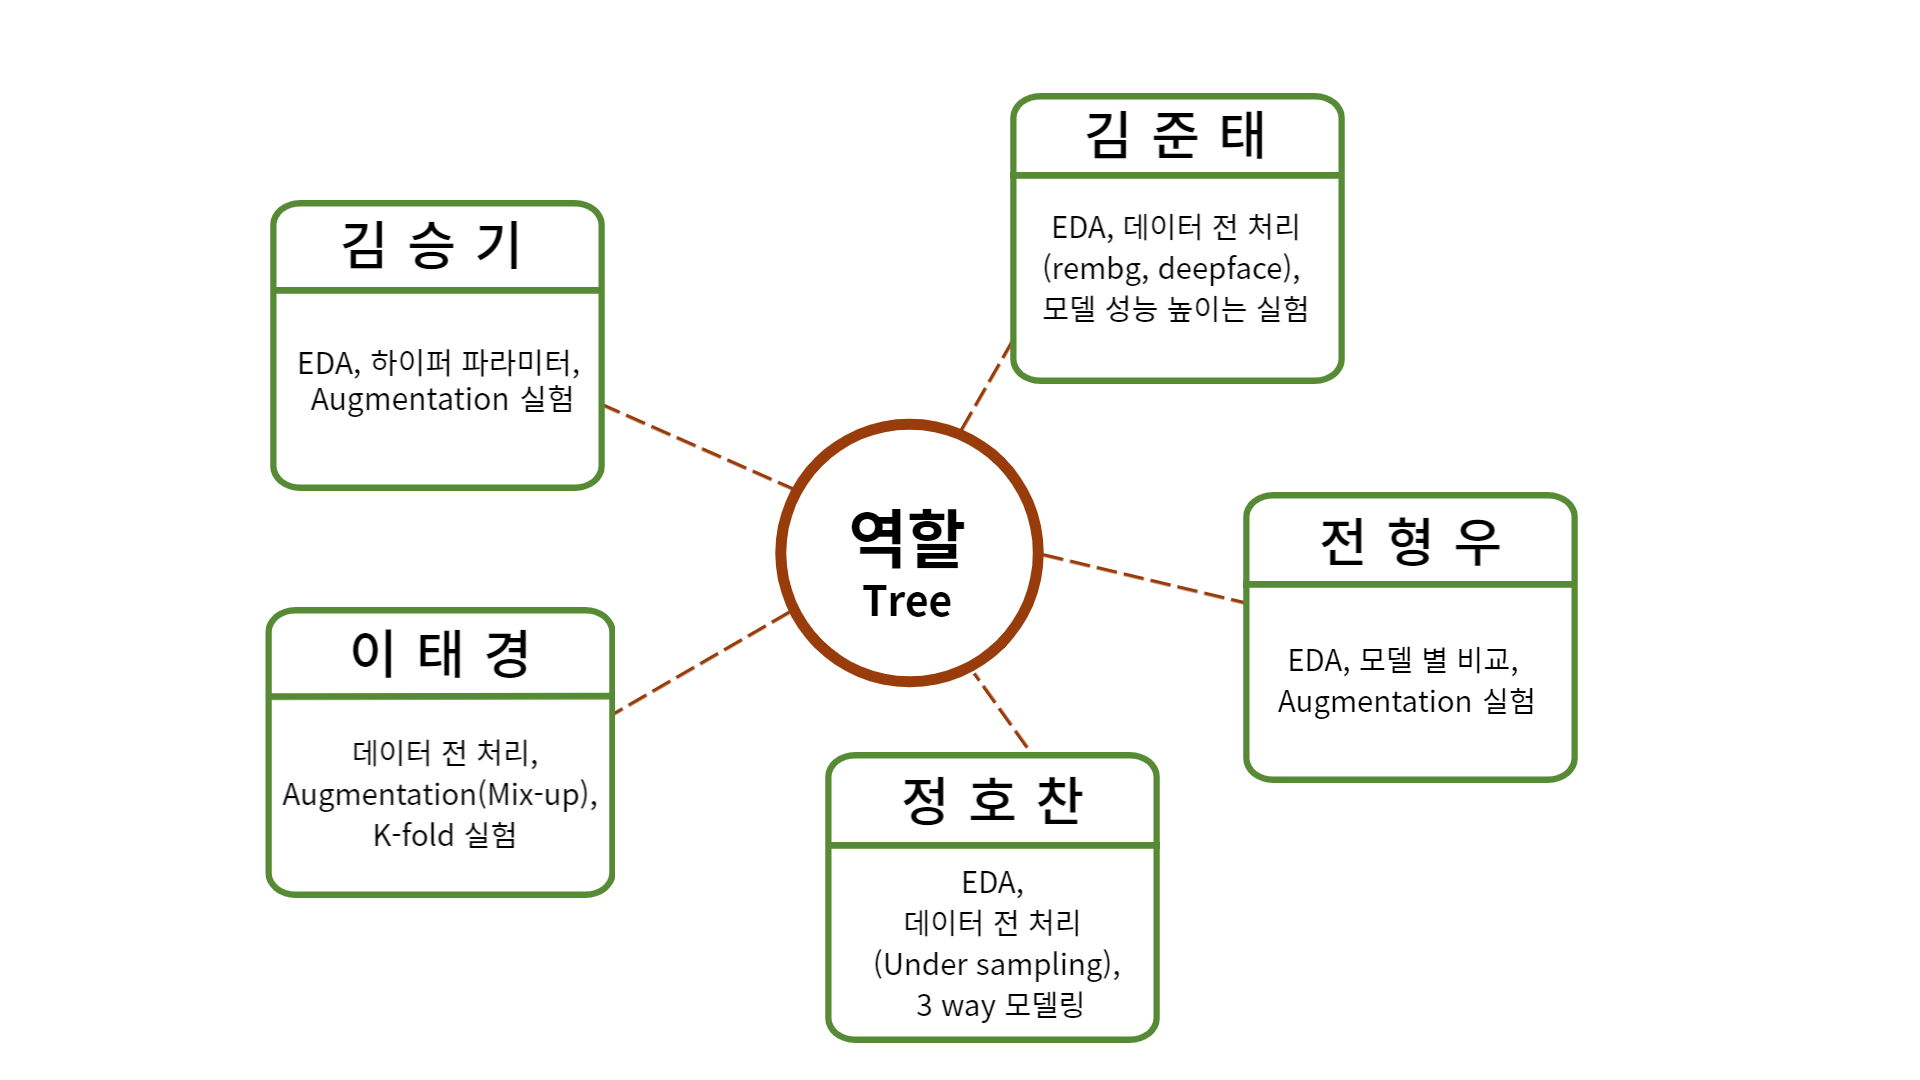 김 준 태
EDA, 데이터 전 처리
(rembg, deepface),
모델 성능 높이는 실험
김 승 기
EDA, 하이퍼 파라미터,
Augmentation 실험
역할
Tree
전 형 우
EDA, 모델 별 비교,
Augmentation 실험
이 태 경
데이터 전 처리,
Augmentation(Mix-up),
K-fold 실험
정 호 찬
EDA,
데이터 전 처리
(Under sampling),
3 way 모델링